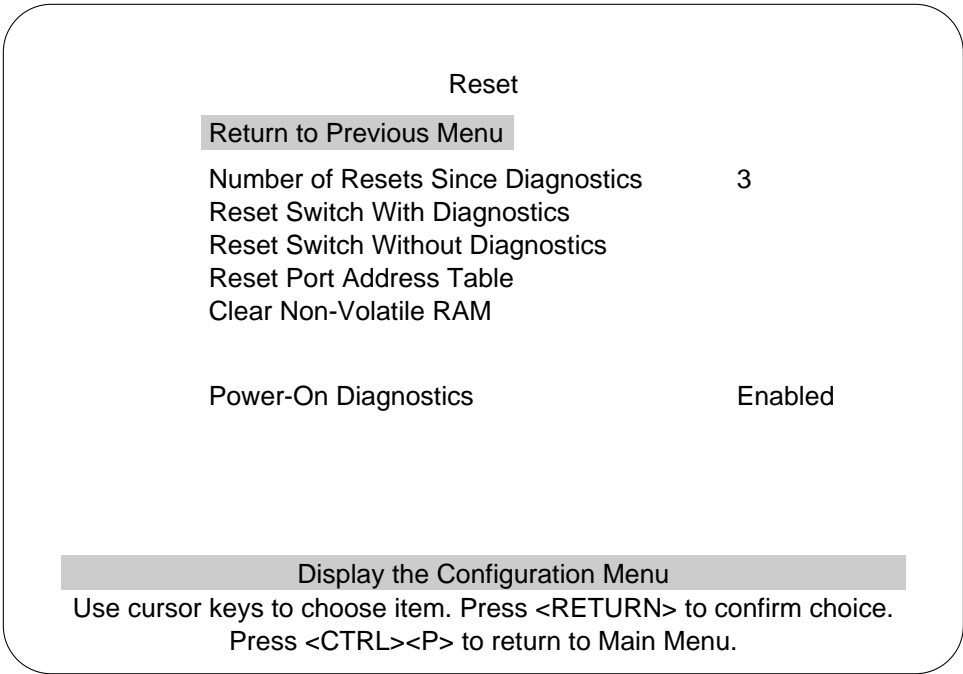 Reset
Return to Previous Menu
Number of Resets Since Diagnostics 3
Reset Switch With Diagnostics
Reset Switch Without Diagnostics
Reset Port Address Table
Clear Non-Volatile RAM
Power-On Diagnostics Enabled
Display the Configuration Menu
Use cursor keys to choose item. Press <RETURN> to confirm choice.
Press <CTRL><P> to return to Main Menu.